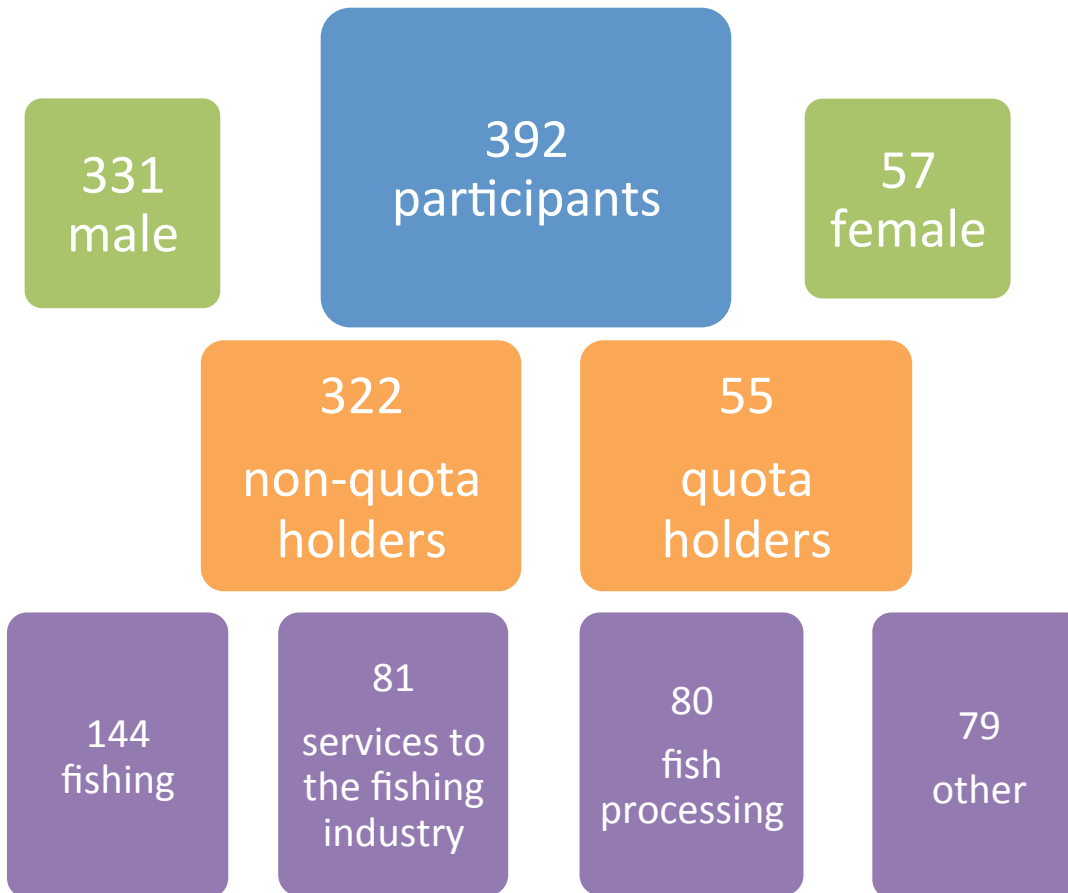 331
male
392
participants
57
female
322
non-quota
holders
55
quota
holders
144
fishing
81
services to
the fishing
industry
80
fish
processing
79
other